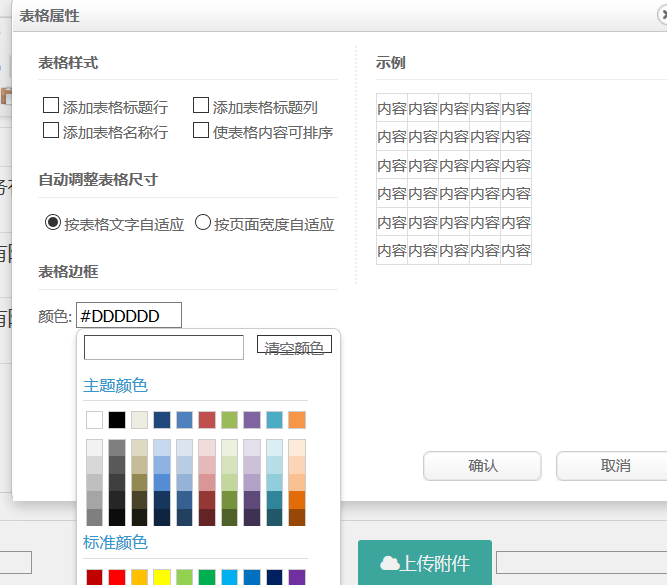 表格属性
表格样式
添加表格标题行 添加表格标题列
添加表格名称行 使表格内容可排序
自动调整表格尺寸
按表格文字自适应 按页面宽度自适应
表格边框
颜色: #DDDDDD
清空颜色
主题颜色
标准颜色
示例
内容 内容 内容 内容 内容
内容 内容 内容 内容 内容
内容 内容 内容 内容 内容
内容 内容 内容 内容 内容
内容 内容 内容 内容 内容
内容 内容 内容 内容 内容
确认 取消
上传附件